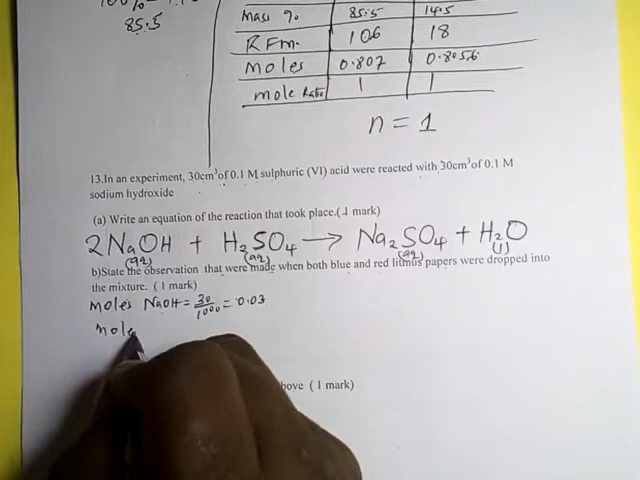 100%-
85.5
Mass % 85.5 14.5
RFm. 106 18
Moles 0.807 0.8056
mole Ratio 1 1
n = 1
13.In an experiment, 30cm³of 0.1 M sulphuric (VI) acid were reacted with 30cm³of 0.1 M
sodium hydroxide
(a) Write an equation of the reaction that took place.(-1 mark)
2NaOH + H₂SO₄ → Na₂SO₄ + H₂O
(aq) (aq) (aq) (l)
b)State the observation that were made when both blue and red litmus papers were dropped into
the mixture. ( 1 mark)
moles NaOH = 30/1000 = 0.03
mole
bove ( 1 mark)